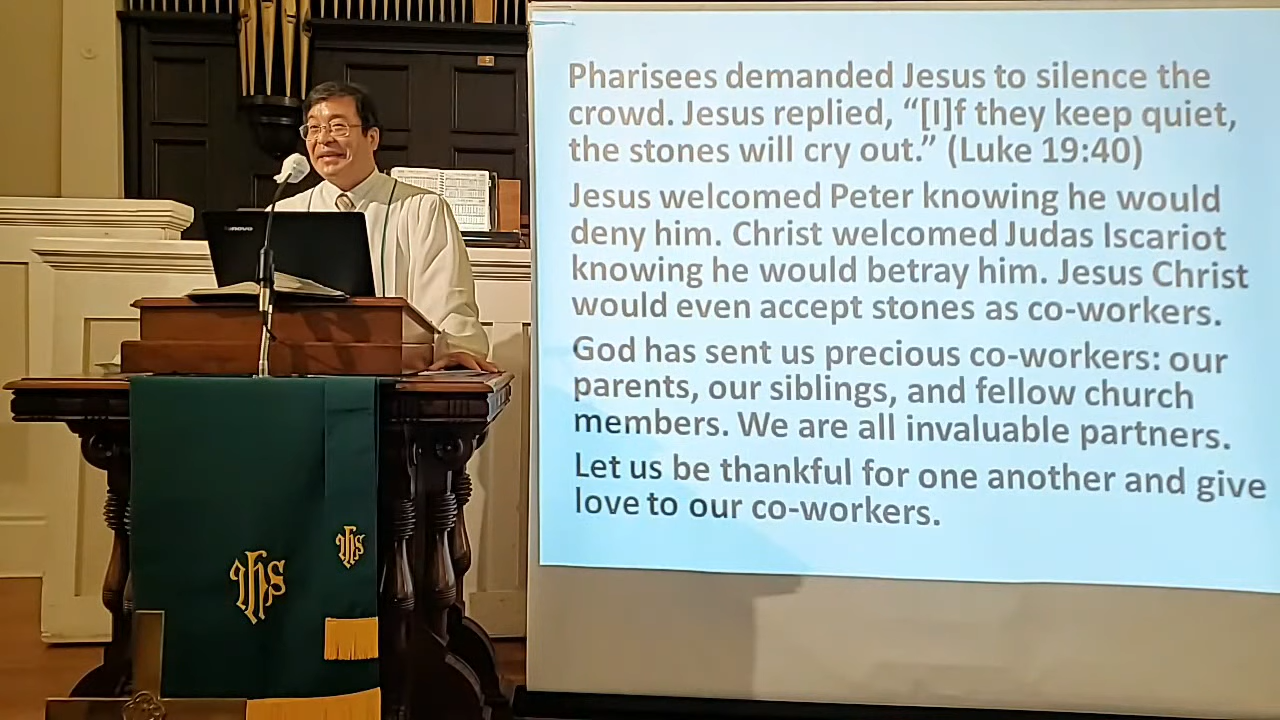 Pharisees demanded Jesus to silence the
crowd. Jesus replied, “[I]f they keep quiet,
the stones will cry out.” (Luke 19:40)
Jesus welcomed Peter knowing he would
deny him. Christ welcomed Judas Iscariot
knowing he would betray him. Jesus Christ
would even accept stones as co-workers.
God has sent us precious co-workers: our
parents, our siblings, and fellow church
members. We are all invaluable partners.
Let us be thankful for one another and give
love to our co-workers.
lenovo
ihs
ihs